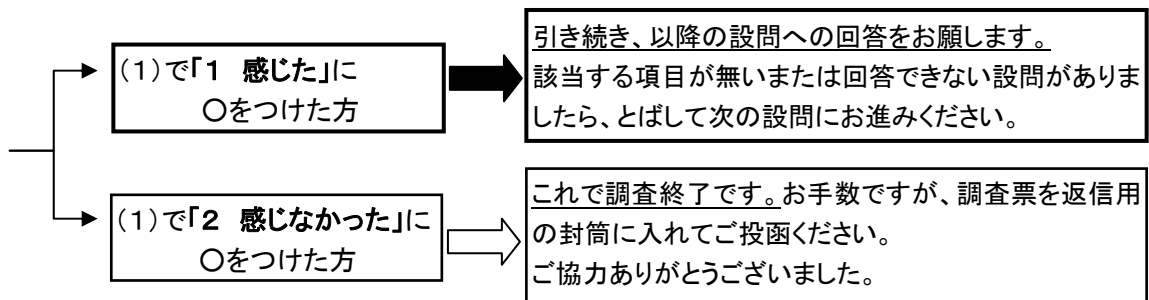 (1)で「1 感じた」に
○をつけた方
引き続き、以降の設問への回答をお願いします。
該当する項目が無いまたは回答できない設問がありま
したら、とばして次の設問にお進みください。
(1)で「2 感じなかった」に
○をつけた方
これで調査終了です。お手数ですが、調査票を返信用
の封筒に入れてご投函ください。
ご協力ありがとうございました。